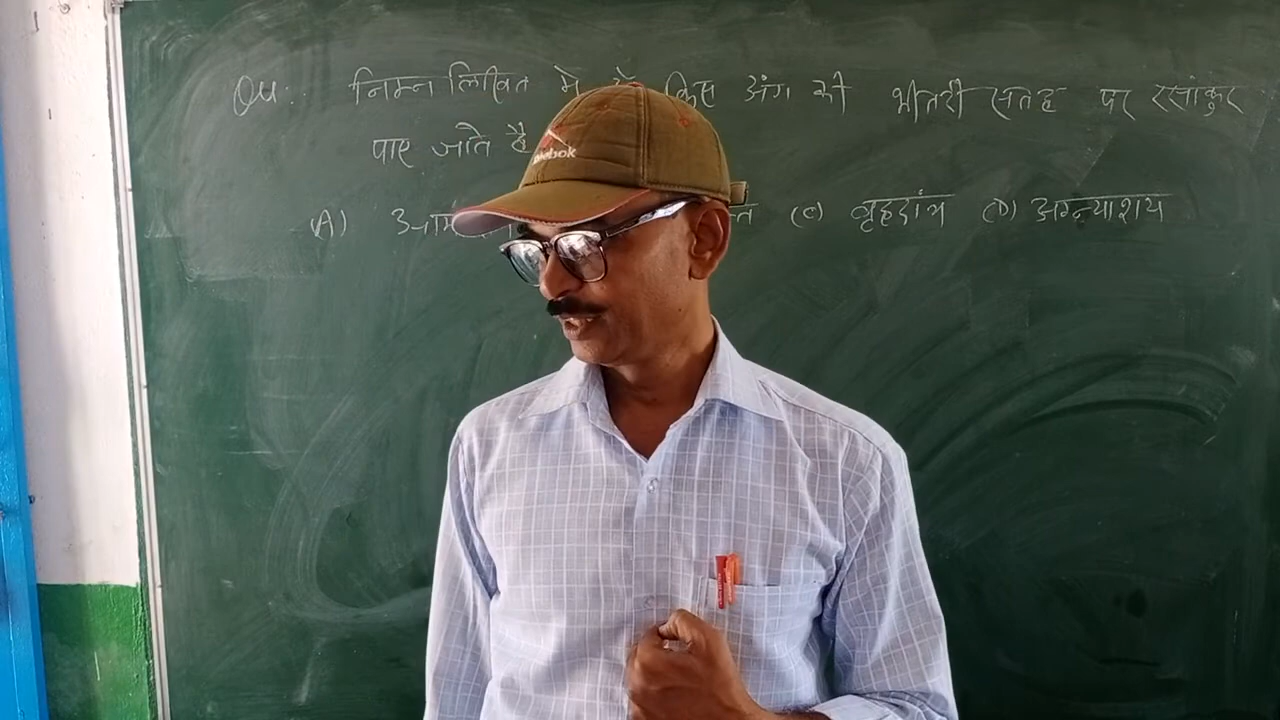 Qu:. निम्न लिखित मे से किस अंग की भीतरी सतह पर रसांकुर
पाए जाते है
(A) (C) वृहदांत्र (D) अग्न्याशय
Reebok